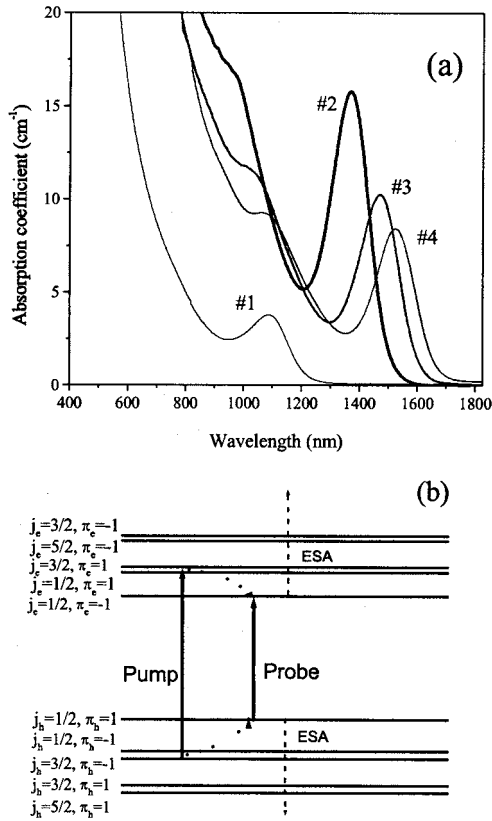 (a)
20
15
10
5
0
Absorption coefficient (cm⁻¹)
#2
#3
#4
#1
400 600 800 1000 1200 1400 1600 1800
Wavelength (nm)
(b)
jₑ=3/2, πₑ=-1
jₑ=5/2, πₑ=-1
jₑ=3/2, πₑ=1
jₑ=1/2, πₑ=1
jₑ=1/2, πₑ=-1
ESA
Pump
Probe
jₕ=1/2, πₕ=1
jₕ=1/2, πₕ=-1
jₕ=3/2, πₕ=-1
jₕ=3/2, πₕ=1
jₕ=5/2, πₕ=1
ESA